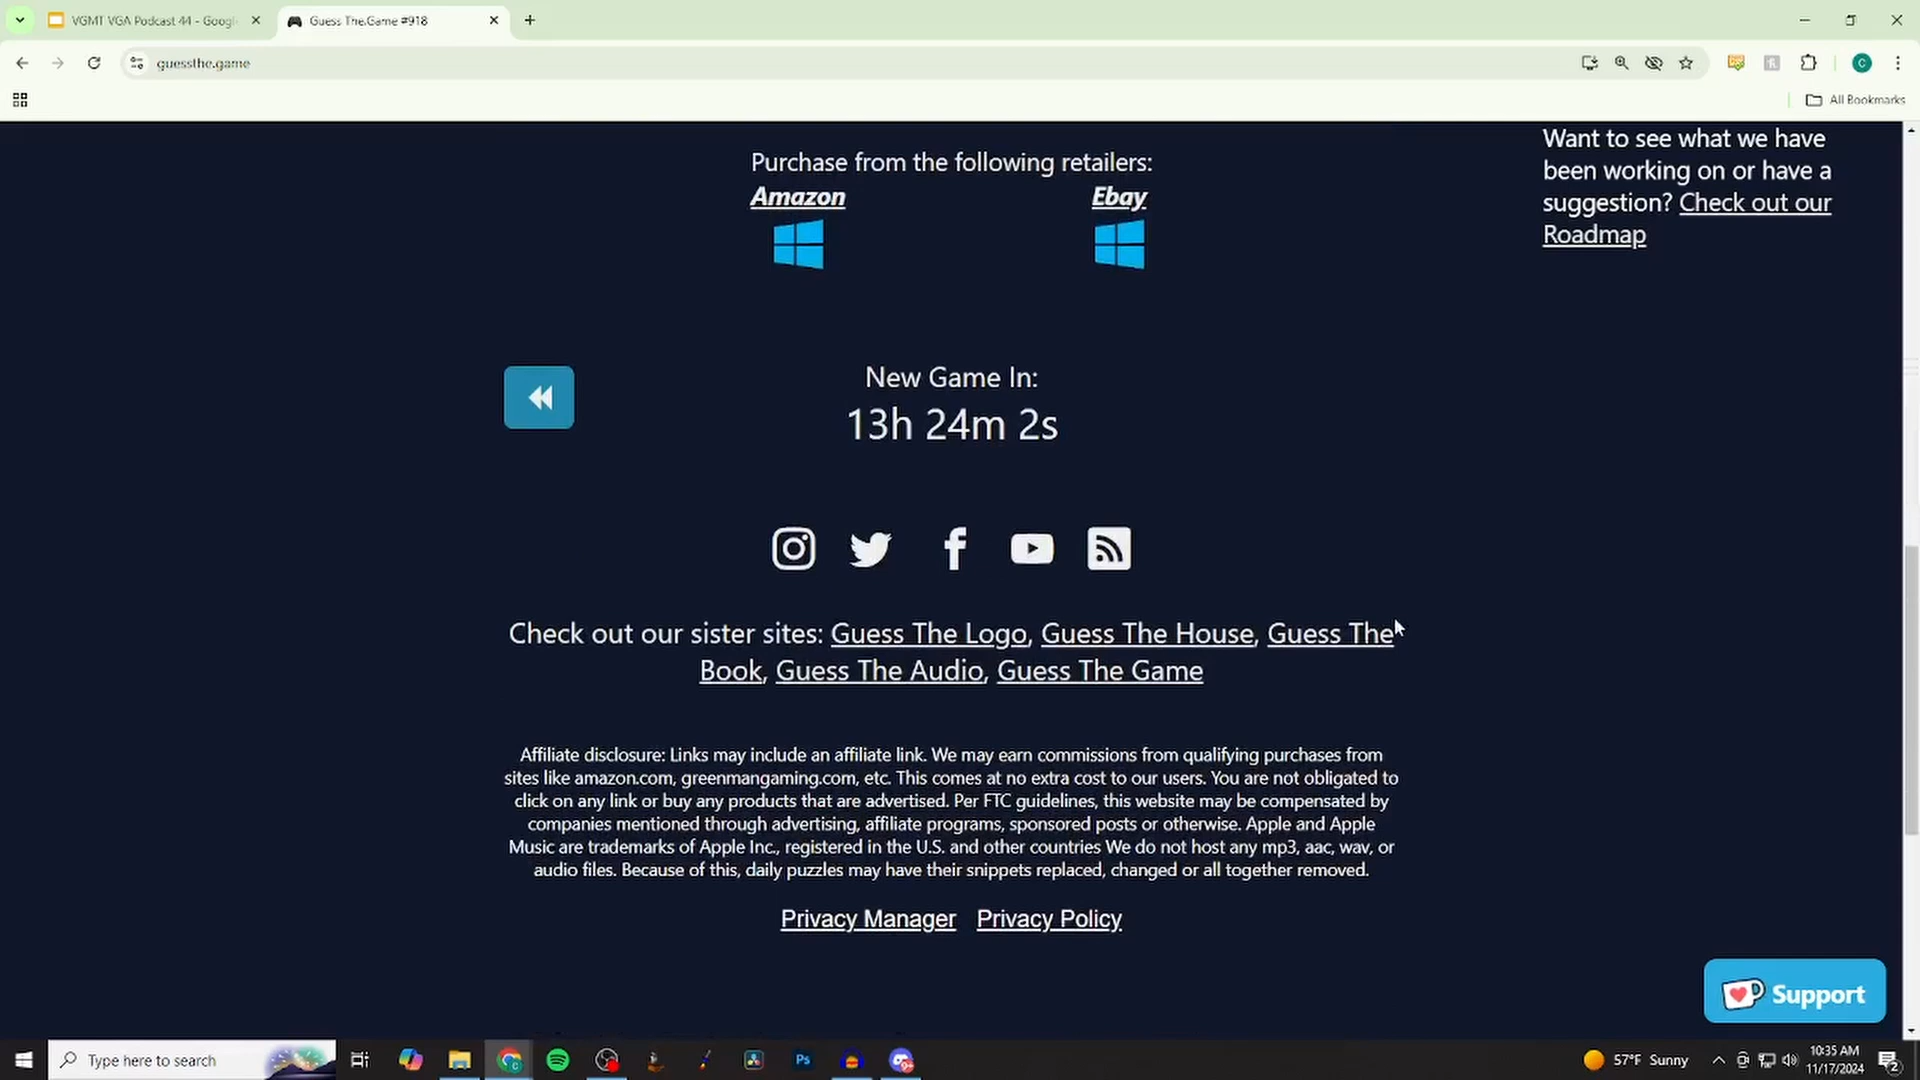 VGMT VGA Podcast 44 - Googl
Guess The.Game #918
guessthe.game
All Bookmarks
Want to see what we have
been working on or have a
suggestion? Check out our
Roadmap
Purchase from the following retailers:
Amazon
Ebay
New Game In:
13h 24m 2s
Check out our sister sites: Guess The Logo, Guess The House, Guess The
Book, Guess The Audio, Guess The Game
Affiliate disclosure: Links may include an affiliate link. We may earn commissions from qualifying purchases from
sites like amazon.com, greenmangaming.com, etc. This comes at no extra cost to our users. You are not obligated to
click on any link or buy any products that are advertised. Per FTC guidelines, this website may be compensated by
companies mentioned through advertising, affiliate programs, sponsored posts or otherwise. Apple and Apple
Music are trademarks of Apple Inc., registered in the U.S. and other countries We do not host any mp3, aac, wav, or
audio files. Because of this, daily puzzles may have their snippets replaced, changed or all together removed.
Privacy Manager Privacy Policy
Support
Type here to search
Ps
57°F Sunny
10:35 AM
11/17/2024
2